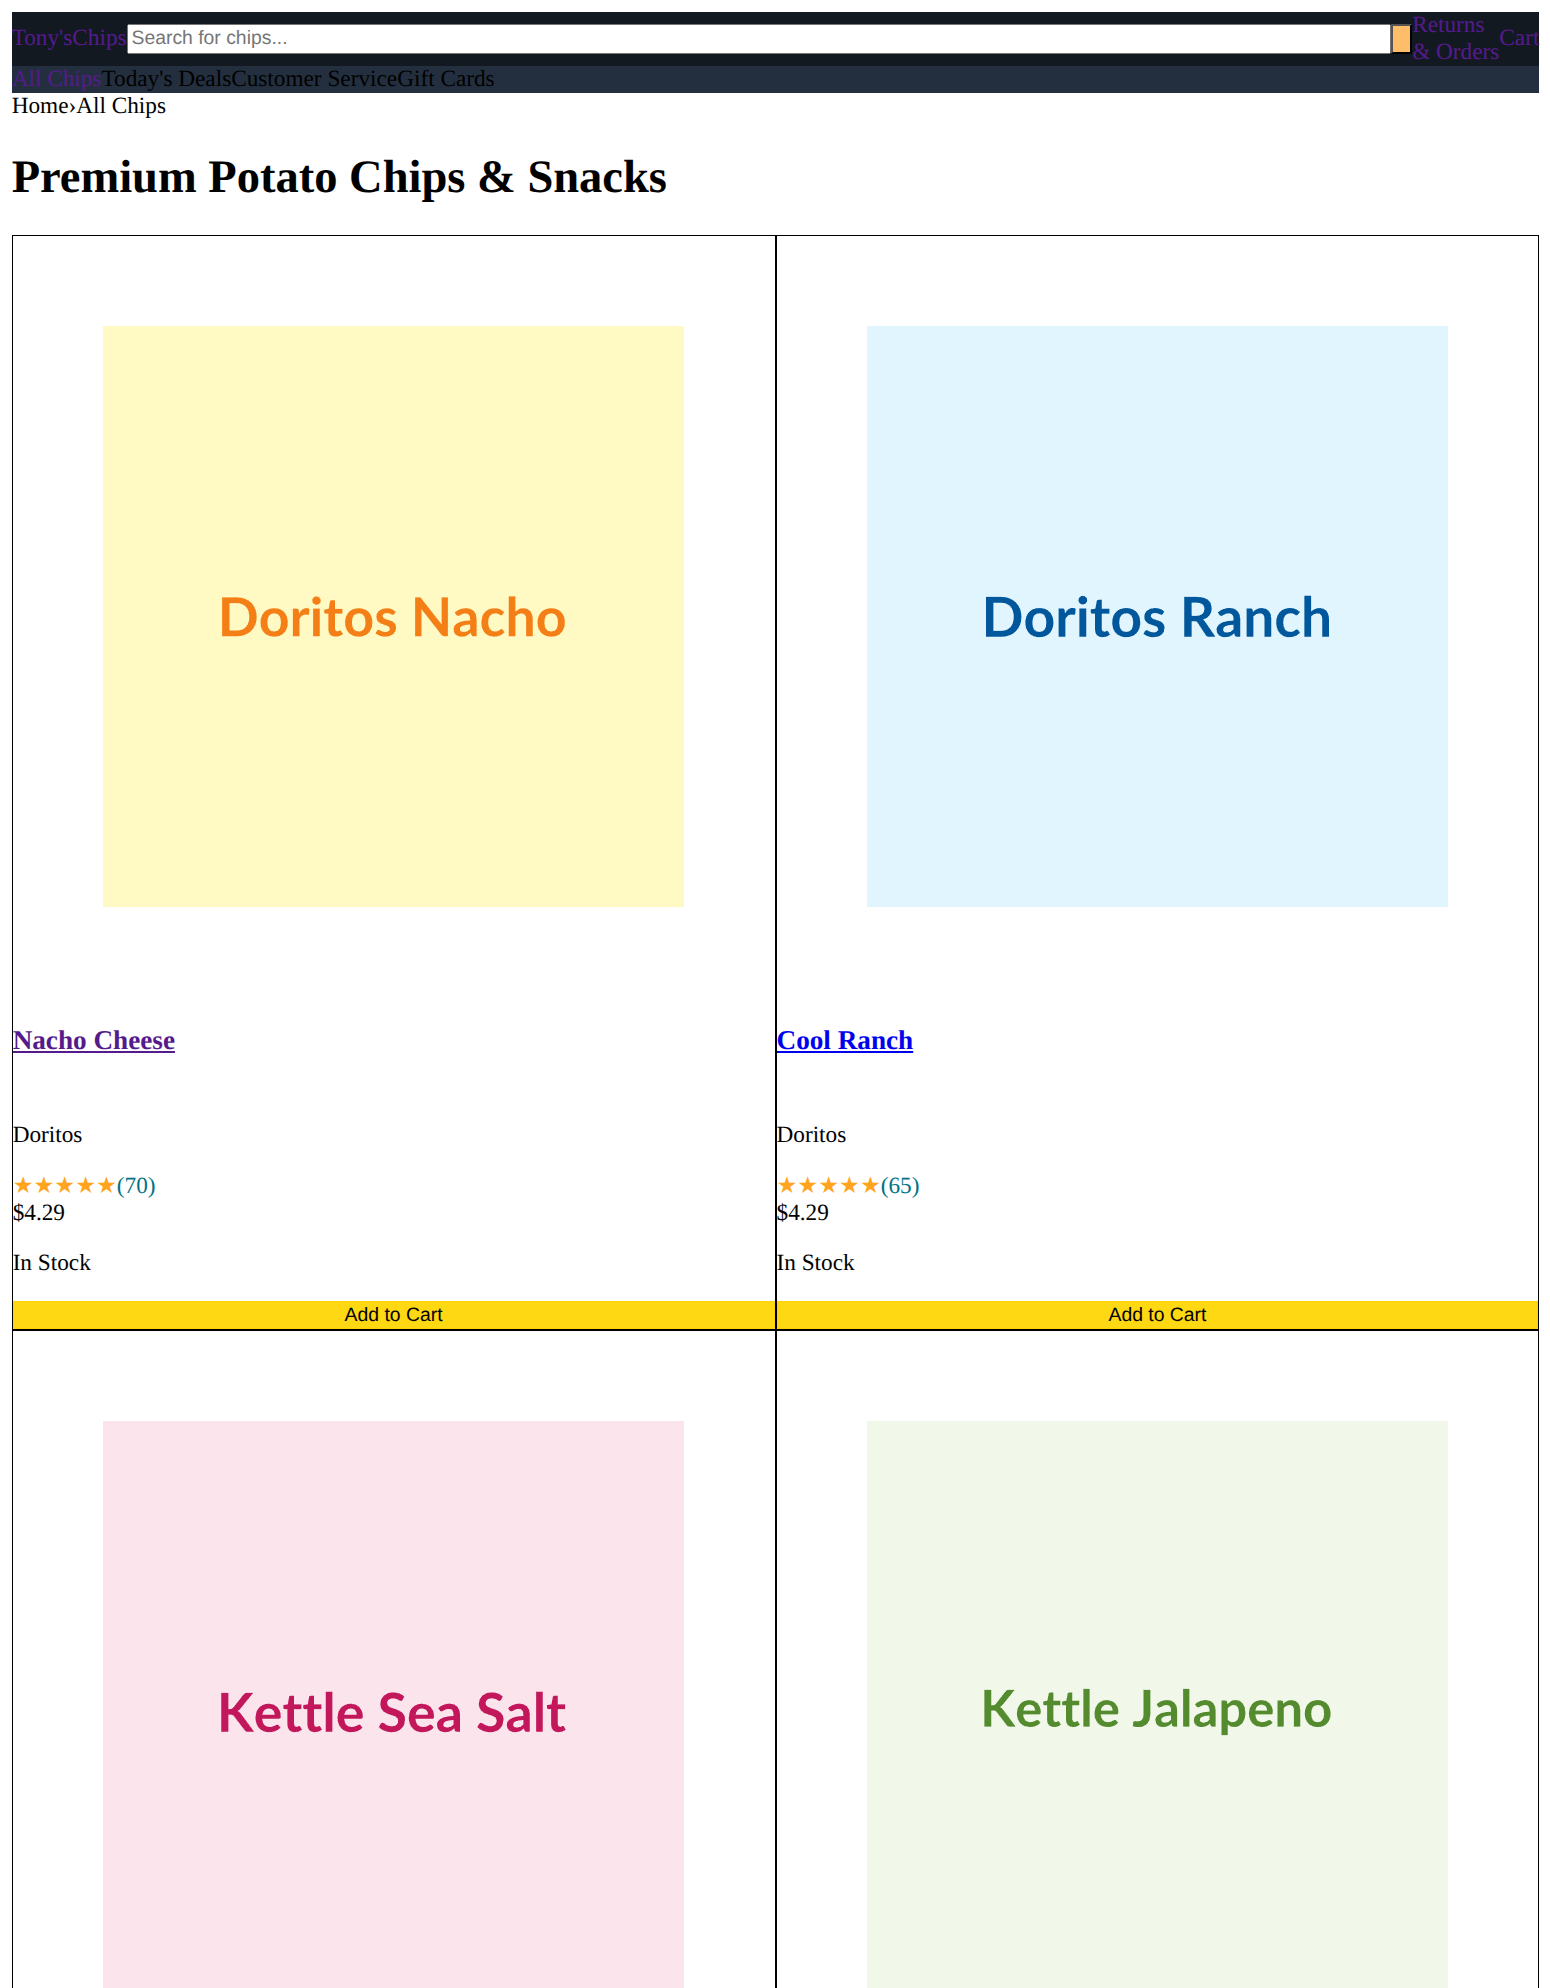 Tony'sChips Search for chips... Returns & Orders Cart
All Chips Today's Deals Customer Service Gift Cards
Home›All Chips
Premium Potato Chips & Snacks
Doritos Nacho
Nacho Cheese
Doritos
★★★★★(70)
$4.29
In Stock
Add to Cart
Doritos Ranch
Cool Ranch
Doritos
★★★★★(65)
$4.29
In Stock
Add to Cart
Kettle Sea Salt
Kettle Jalapeno